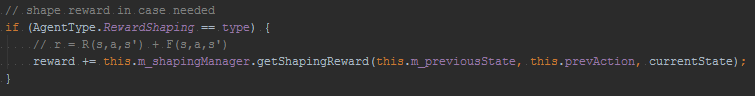 // shape reward in case needed
if (AgentType.RewardShaping == type) {
// r = R(s,a,s') + F(s,a,s')
reward += this.m_shapingManager.getShapingReward(this.m_previousState, this.prevAction, currentState);
}